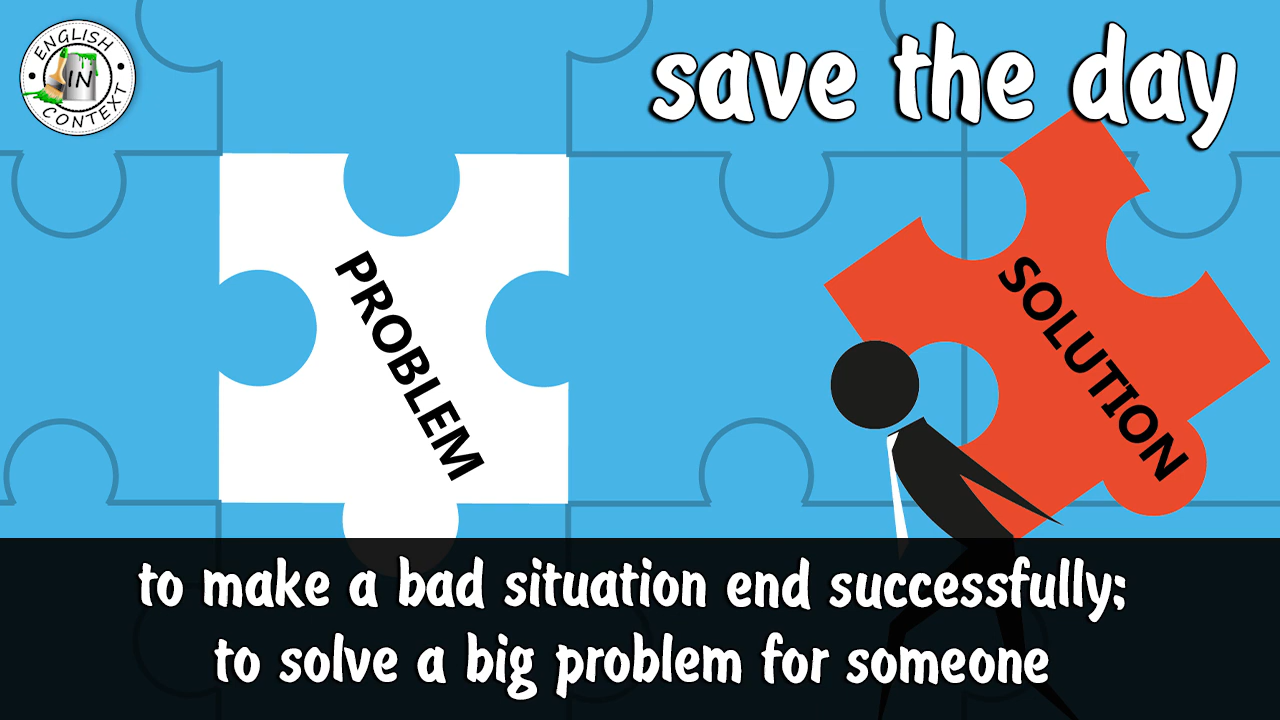 ENGLISH
IN
CONTEXT
save the day
PROBLEM
SOLUTION
to make a bad situation end successfully;
to solve a big problem for someone